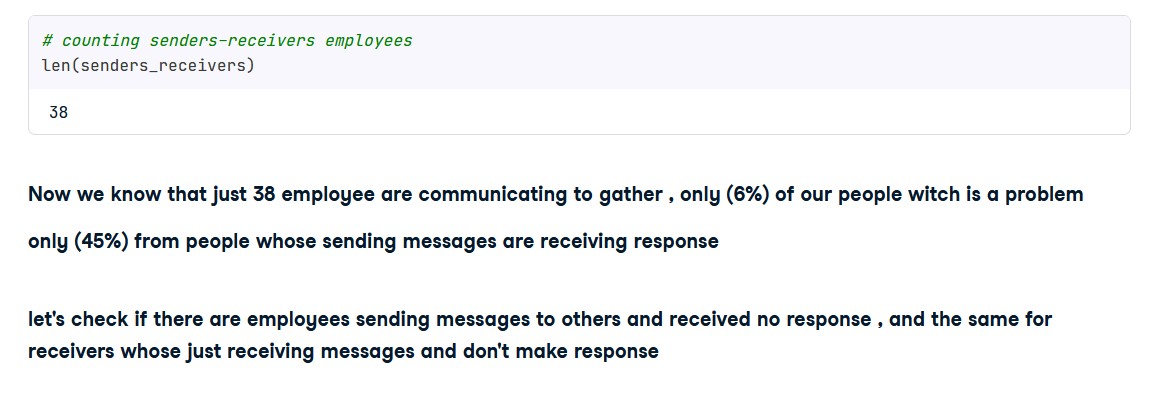 # counting senders-receivers employees
len(senders_receivers)
38
Now we know that just 38 employee are communicating to gather , only (6%) of our people witch is a problem
only (45%) from people whose sending messages are receiving response
let's check if there are employees sending messages to others and received no response , and the same for
receivers whose just receiving messages and don't make response